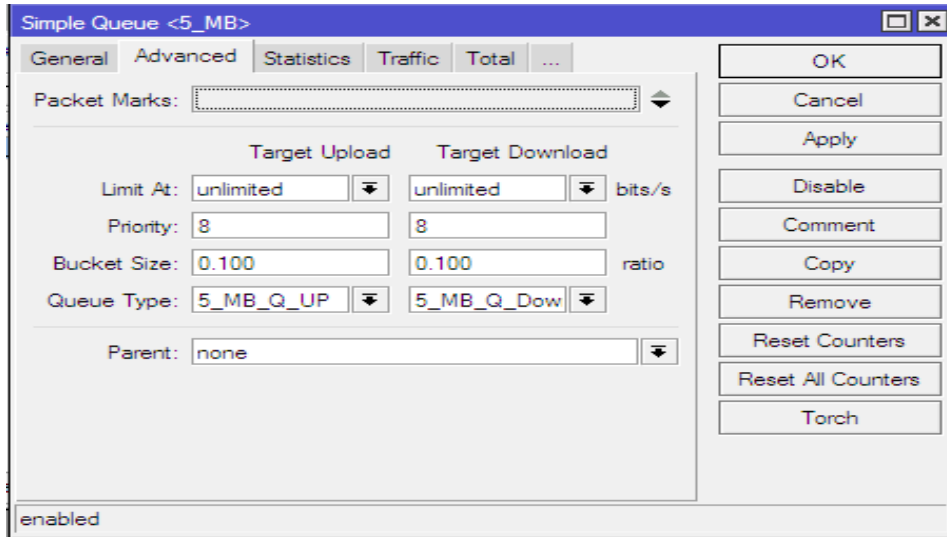 Simple Queue <5_MB>
General Advanced Statistics Traffic Total ...
Packet Marks:
Target Upload Target Download
Limit At: unlimited unlimited bits/s
Priority: 8 8
Bucket Size: 0.100 0.100 ratio
Queue Type: 5_MB_Q_UP 5_MB_Q_Dow
Parent: none
OK
Cancel
Apply
Disable
Comment
Copy
Remove
Reset Counters
Reset All Counters
Torch
enabled